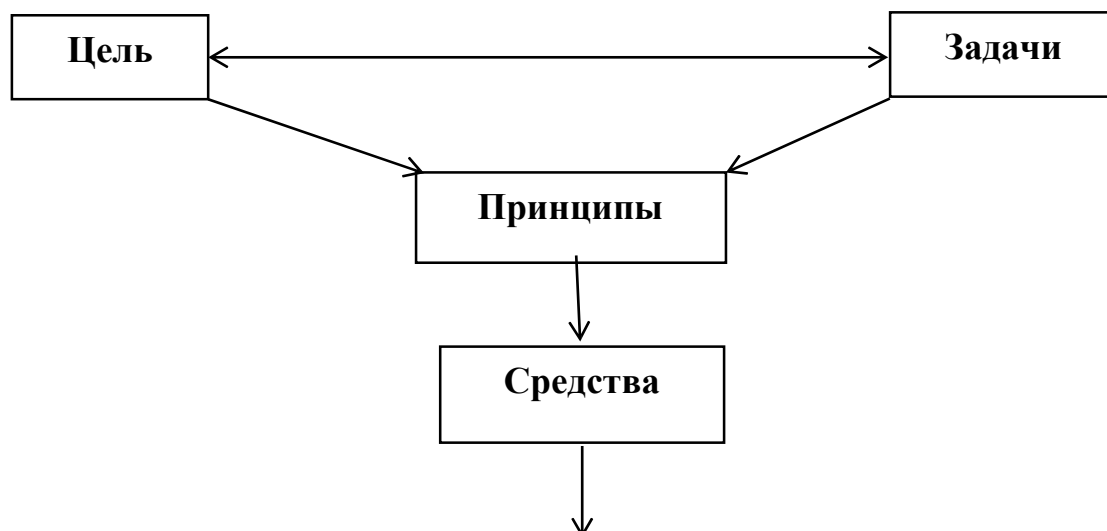 Цель
Задачи
Принципы
Средства